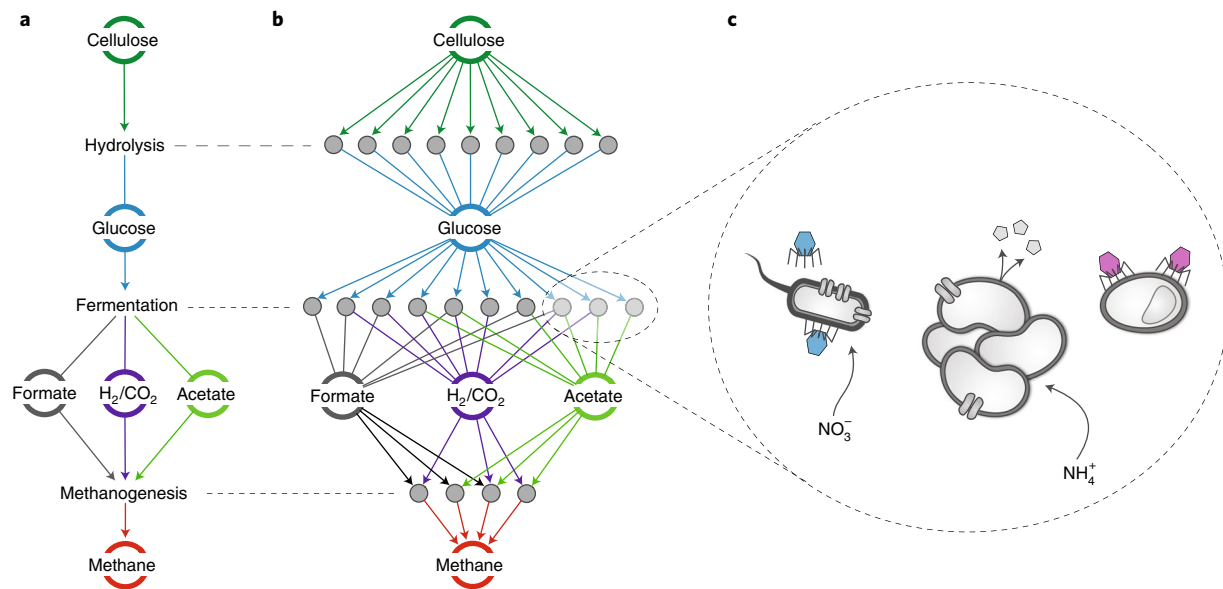 a
Cellulose
Hydrolysis
Glucose
Fermentation
Formate
H₂/CO₂
Acetate
Methanogenesis
Methane
b
Cellulose
Glucose
Formate
H₂/CO₂
Acetate
Methane
c
NO₃⁻
NH₄⁺